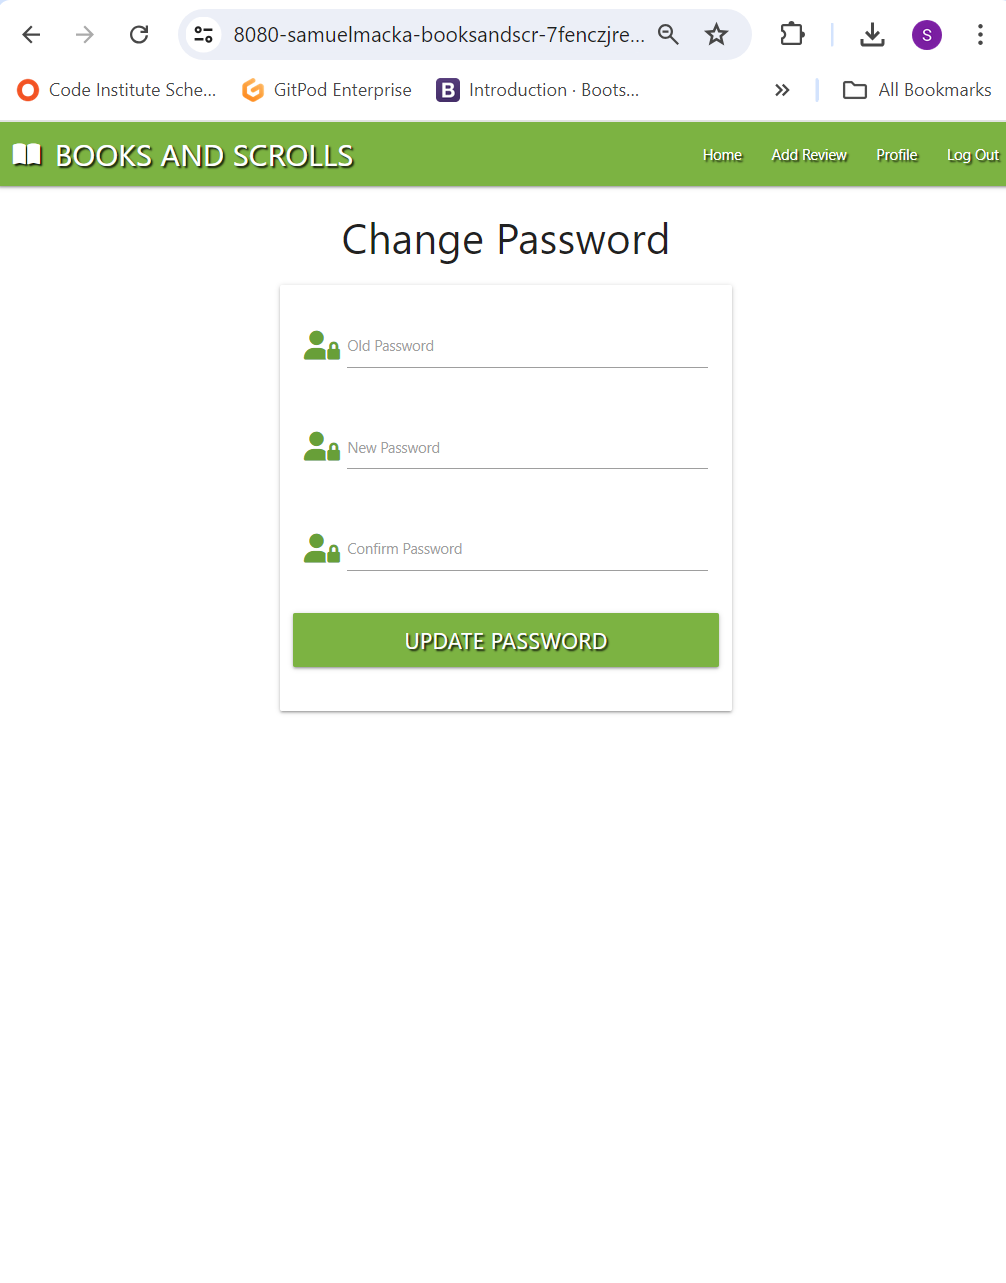 8080-samuelmacka-booksandscr-7fenczjre...
S
Code Institute Sche...
GitPod Enterprise
B
Introduction · Boots...
All Bookmarks
BOOKS AND SCROLLS
Home
Add Review
Profile
Log Out
Change Password
Old Password
New Password
Confirm Password
UPDATE PASSWORD